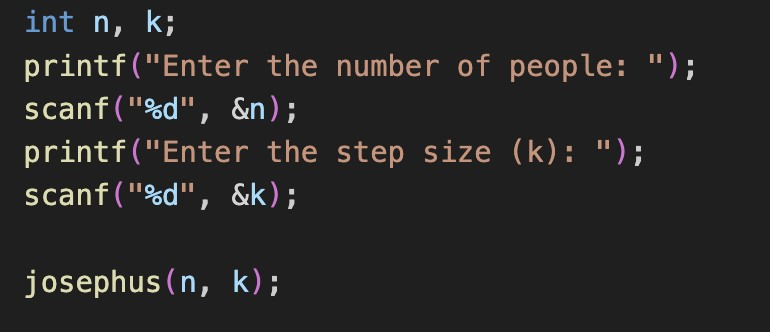 int n, k;
printf("Enter the number of people: ");
scanf("%d", &n);
printf("Enter the step size (k): ");
scanf("%d", &k);
josephus(n, k);